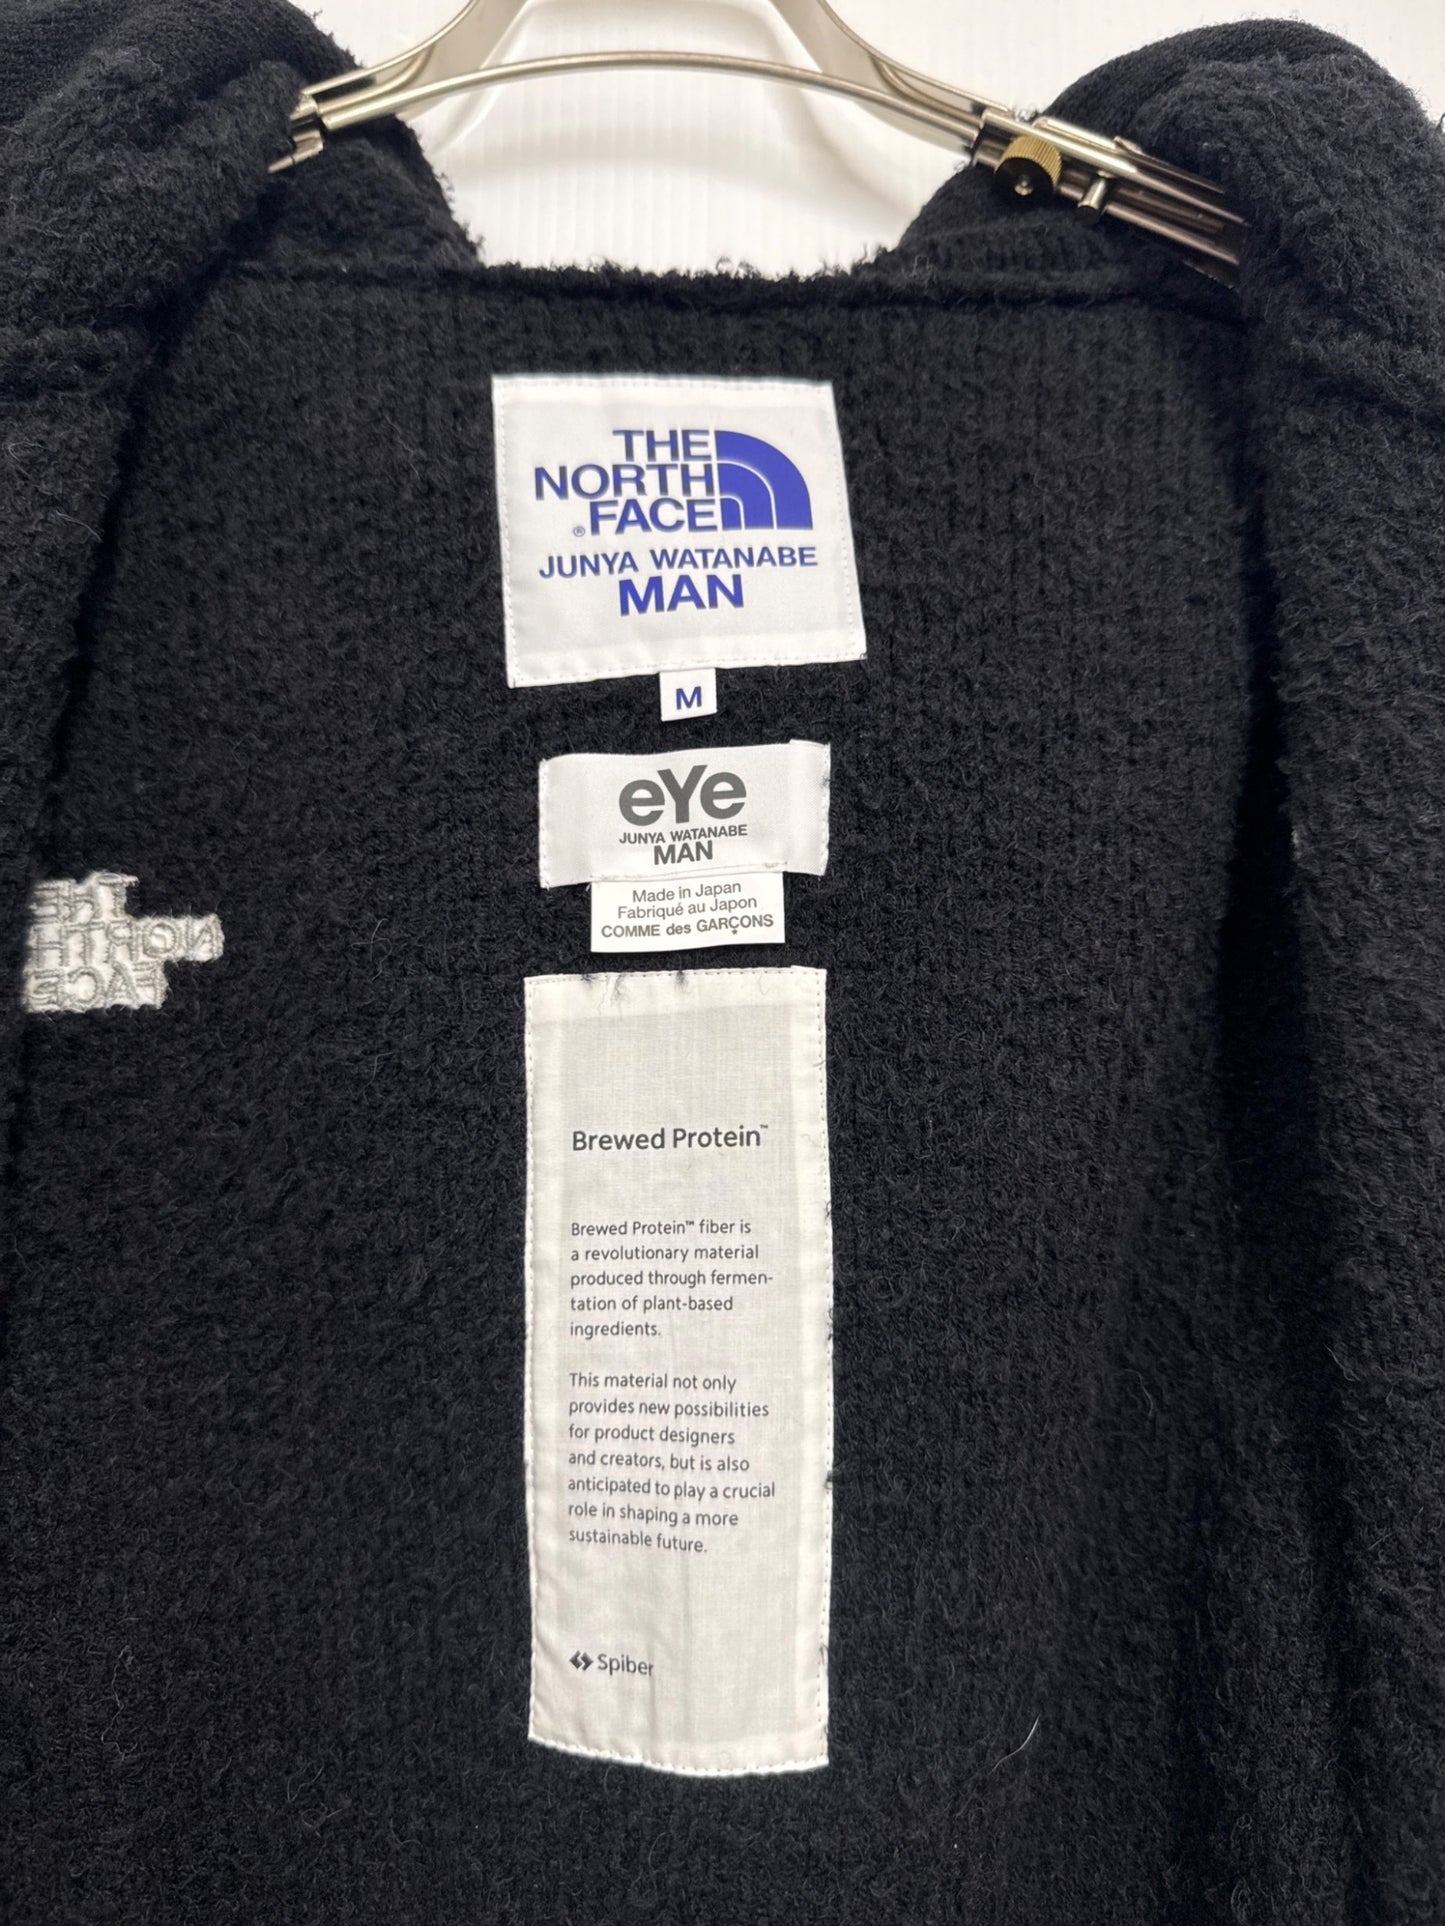 THE
NORTH
FACE
®
JUNYA WATANABE
MAN
M
eYe
JUNYA WATANABE
MAN
Made in Japan
Fabriqué au Japon
COMME des GARÇONS
THE
NORTH
FACE
Brewed Protein™
Brewed Protein™ fiber is
a revolutionary material
produced through fermen-
tation of plant-based
ingredients.
This material not only
provides new possibilities
for product designers
and creators, but is also
anticipated to play a crucial
role in shaping a more
sustainable future.
Spiber